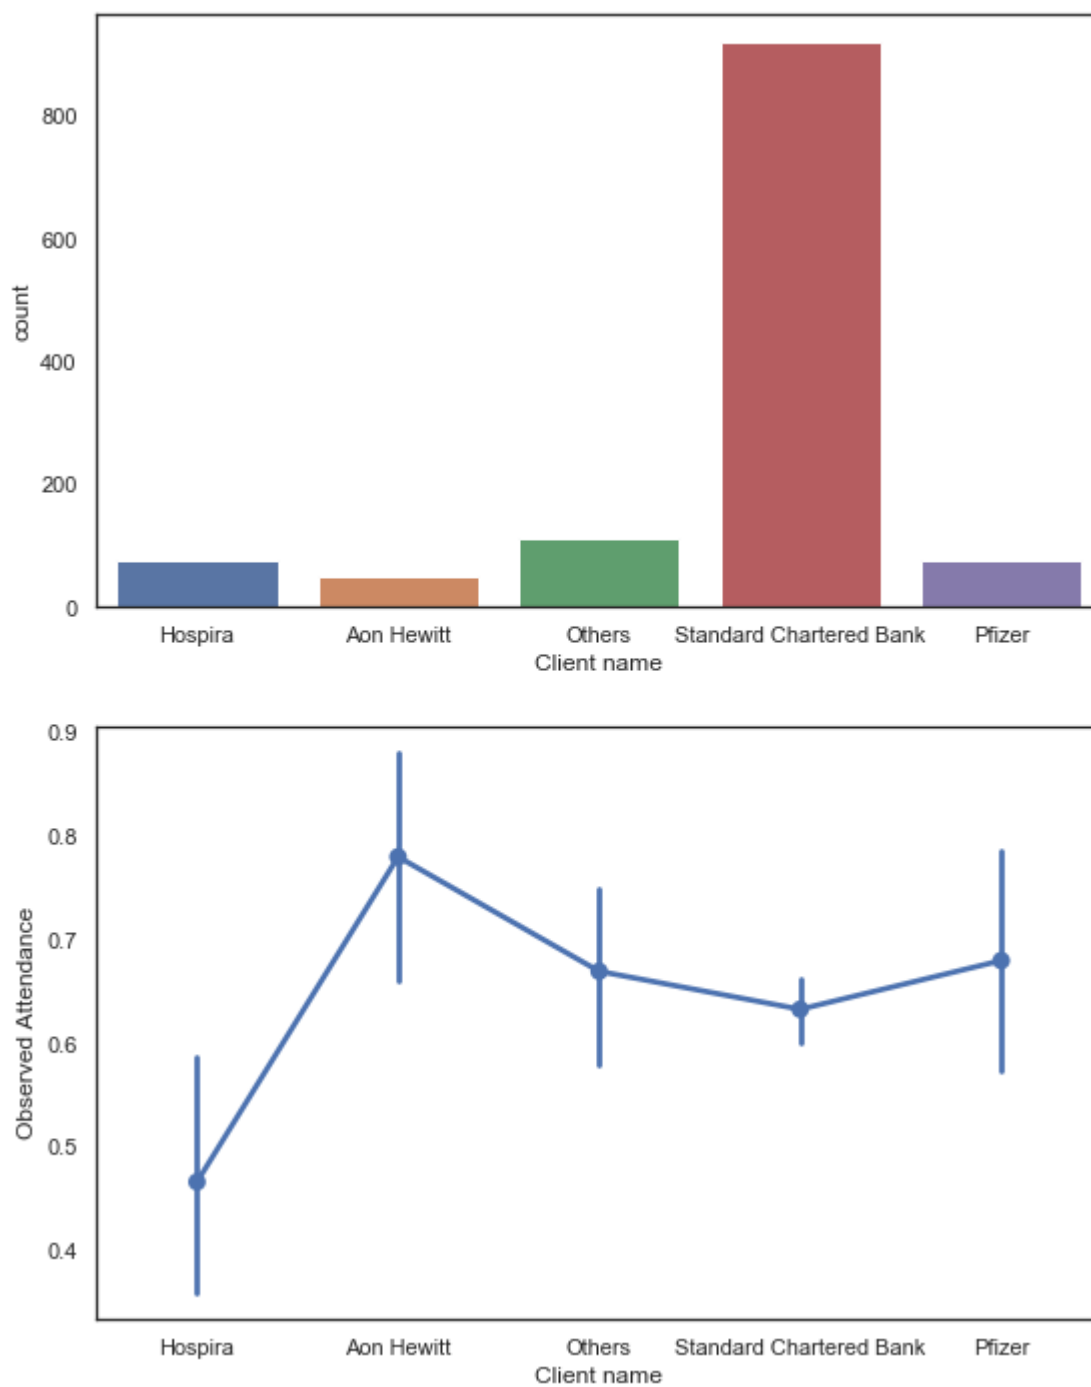 800
600
400
200
0
count
Hospira Aon Hewitt Others Standard Chartered Bank Pfizer
Client name
0.9
0.8
0.7
0.6
0.5
0.4
Observed Attendance
Hospira Aon Hewitt Others Standard Chartered Bank Pfizer
Client name